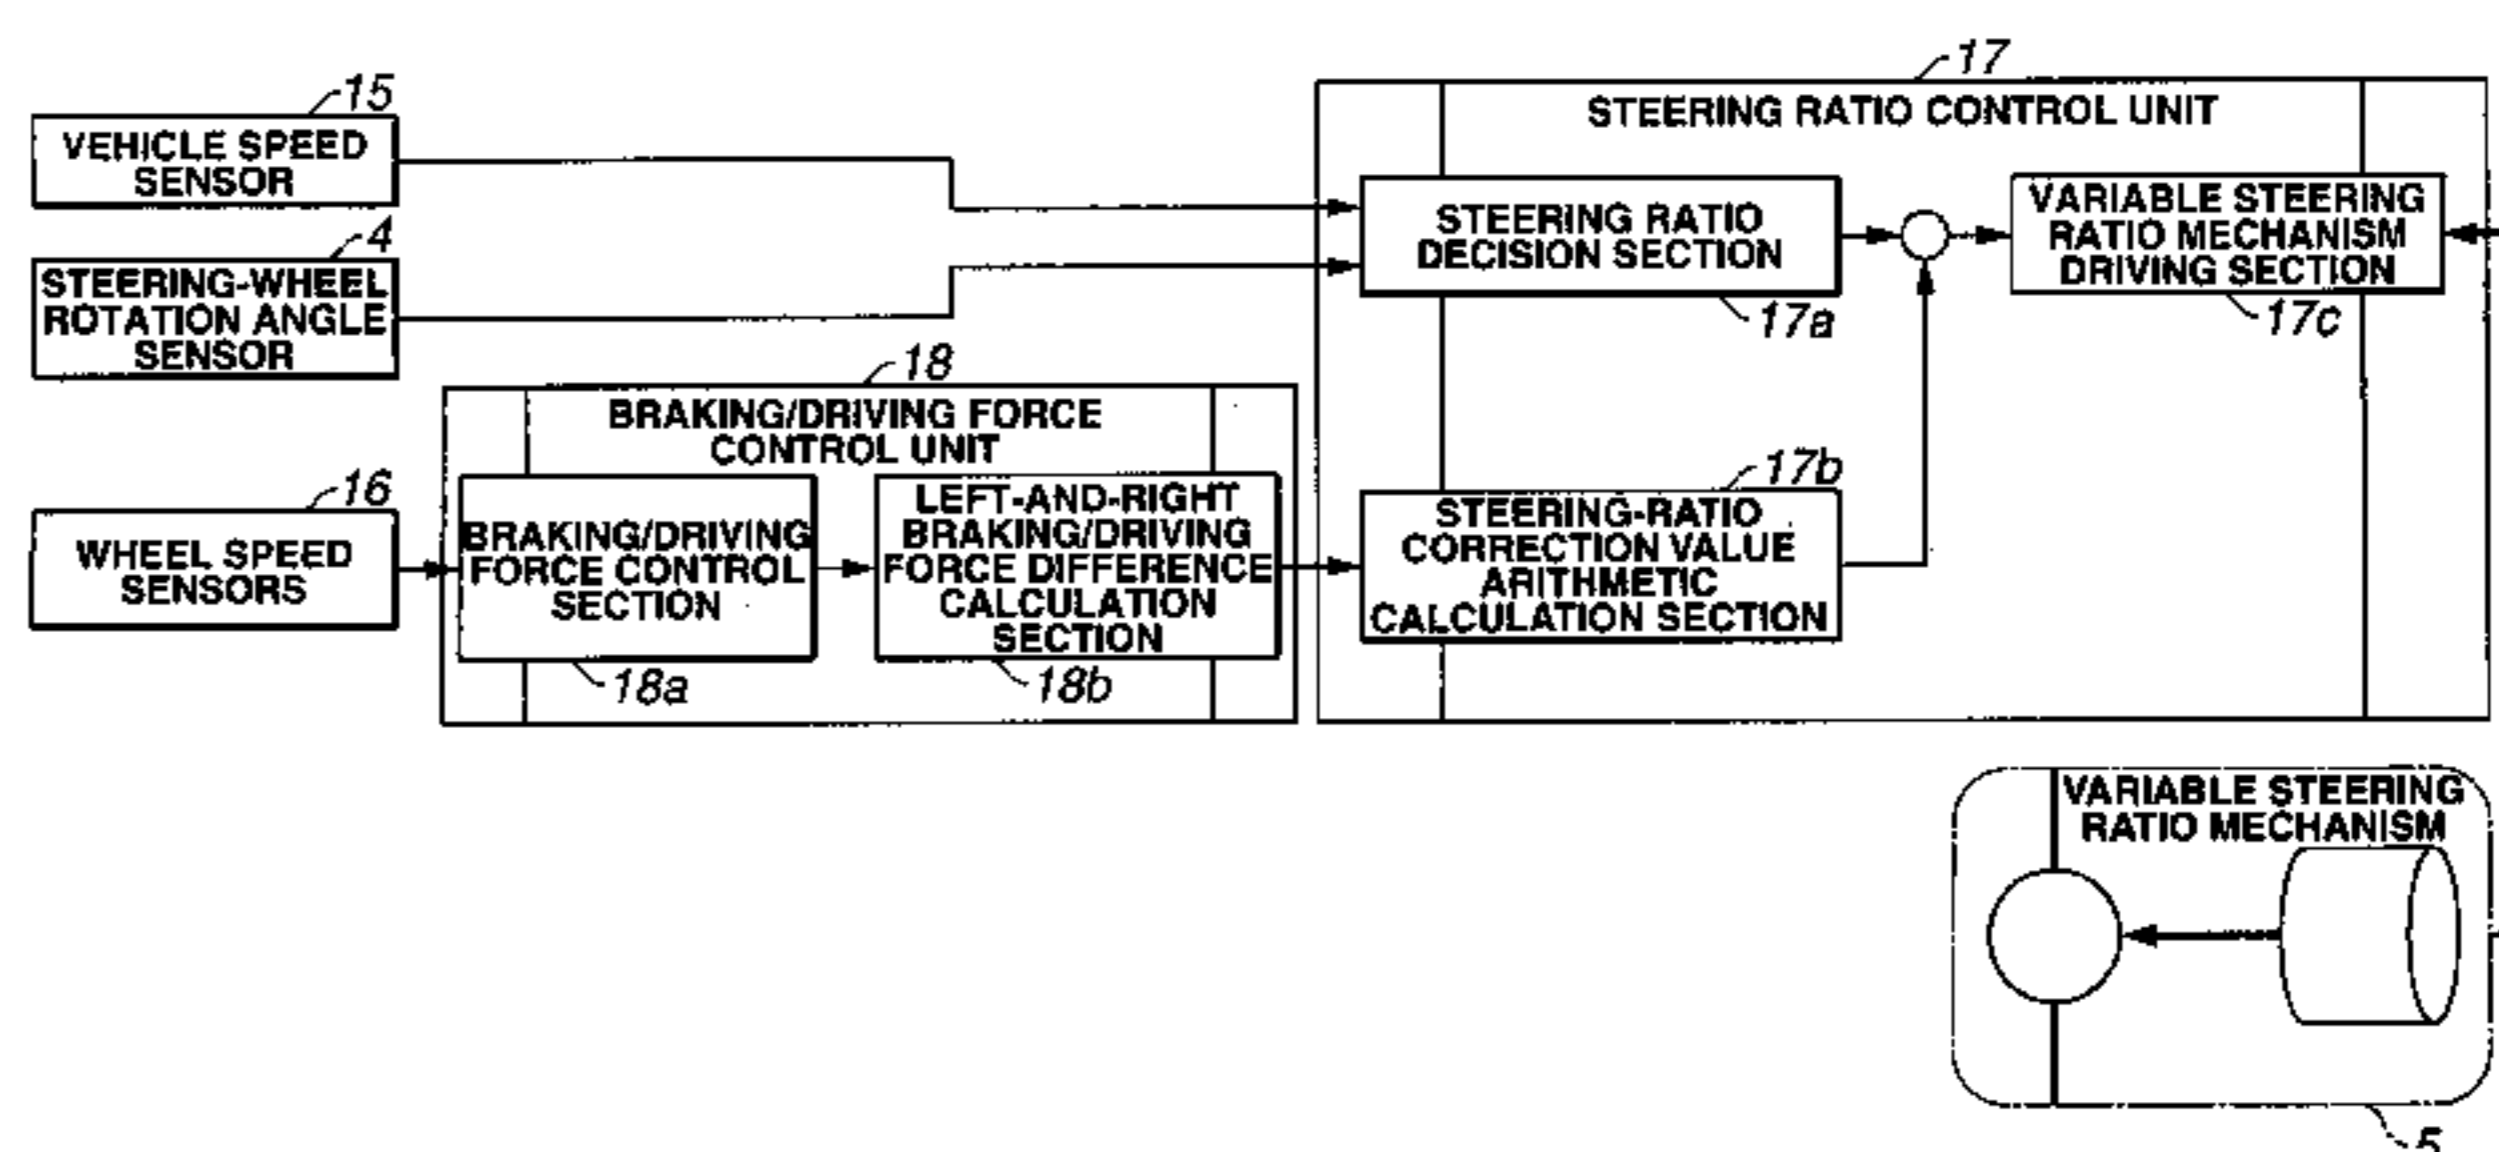 17
STEERING RATIO CONTROL UNIT
15
VEHICLE SPEED
SENSOR
4
STEERING-WHEEL
ROTATION ANGLE
SENSOR
STEERING RATIO
DECISION SECTION
17a
VARIABLE STEERING
RATIO MECHANISM
DRIVING SECTION
17c
18
BRAKING/DRIVING FORCE
CONTROL UNIT
16
WHEEL SPEED
SENSORS
BRAKING/DRIVING
FORCE CONTROL
SECTION
18a
LEFT-AND-RIGHT
BRAKING/DRIVING
FORCE DIFFERENCE
CALCULATION
SECTION
18b
17b
STEERING-RATIO
CORRECTION VALUE
ARITHMETIC
CALCULATION SECTION
VARIABLE STEERING
RATIO MECHANISM
5